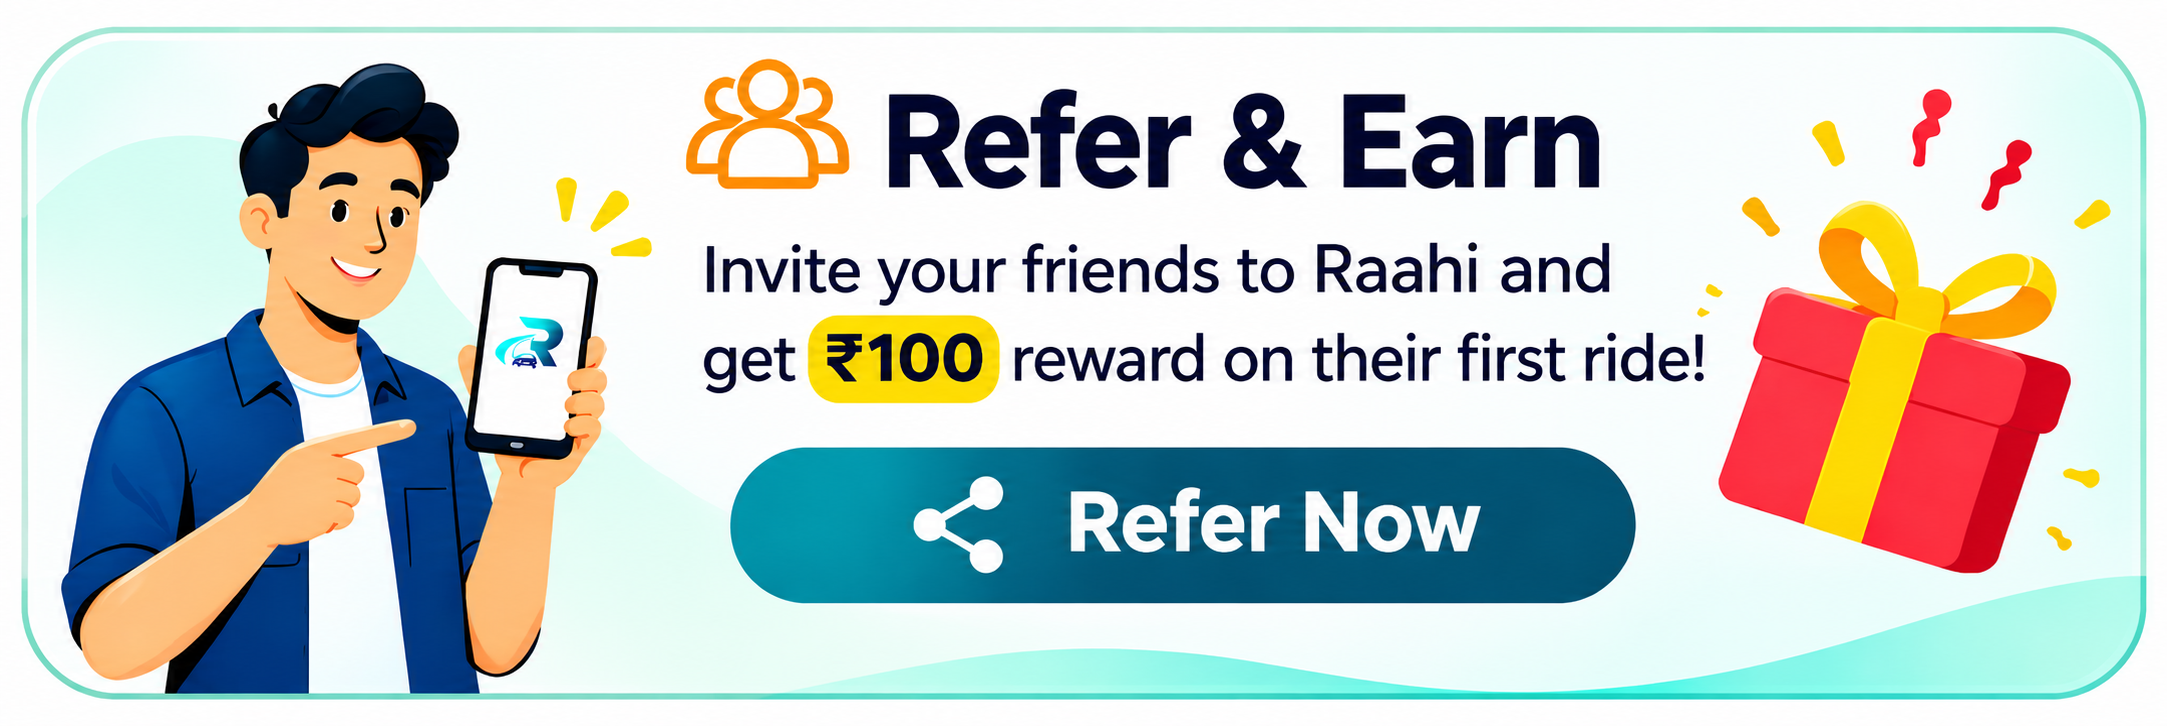 Refer & Earn
Invite your friends to Raahi and
get ₹100 reward on their first ride!
R
Refer Now